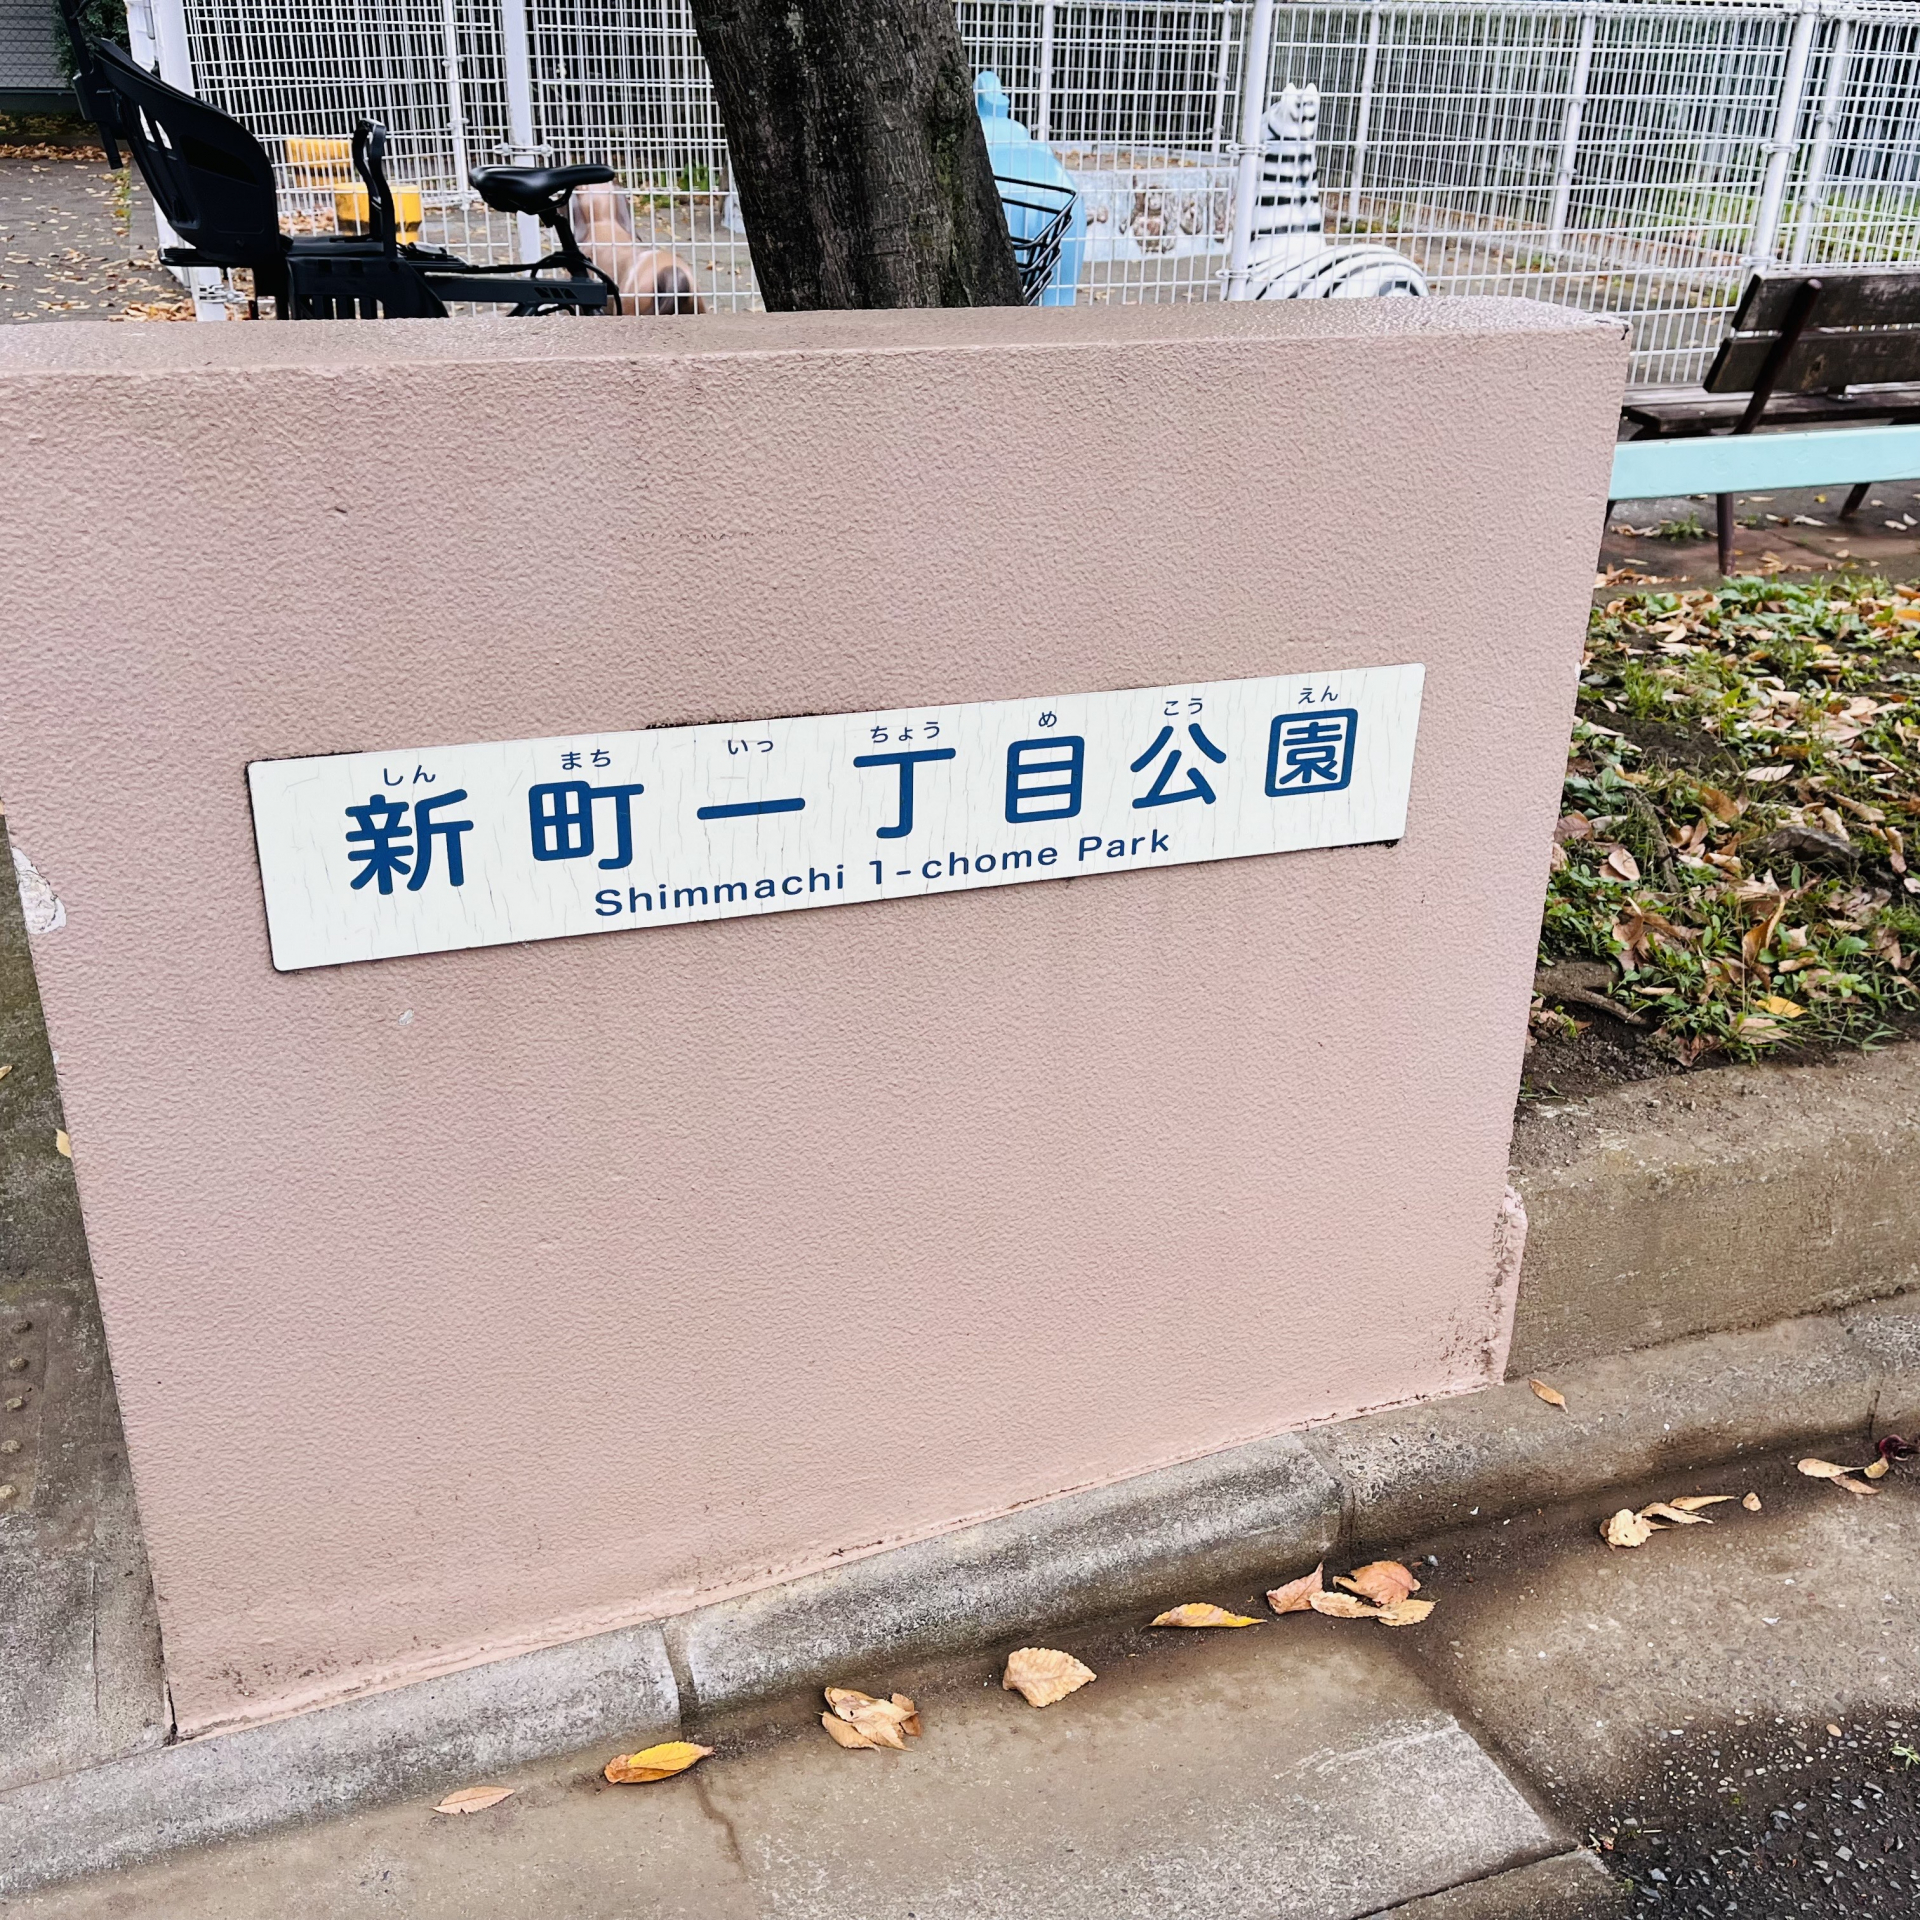 しん まち いっ ちょう め こう えん
新町一丁目公園
Shimmachi 1-chome Park